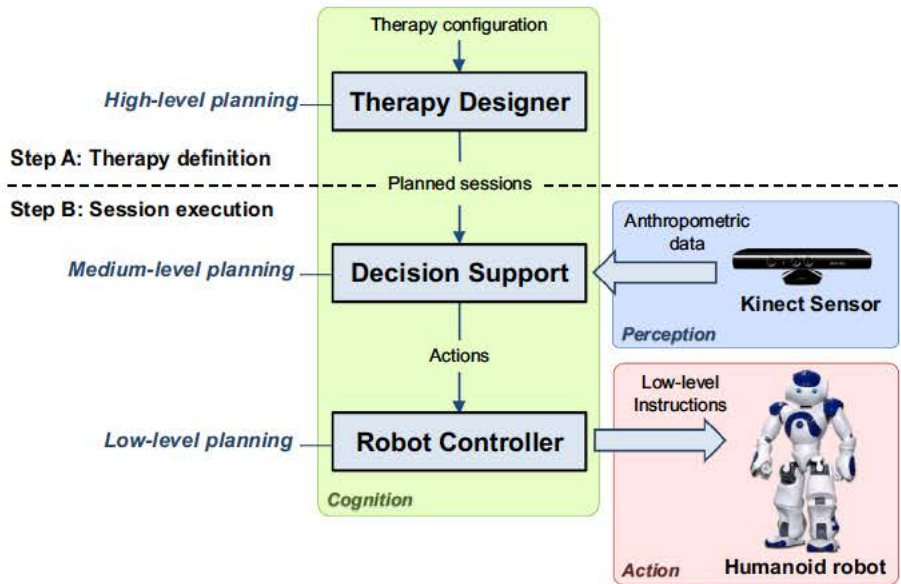 Therapy configuration
High-level planning
Therapy Designer
Step A: Therapy definition
Planned sessions
Step B: Session execution
Anthropometric
data
Medium-level planning
Decision Support
Kinect Sensor
Perception
Actions
Low-level
Instructions
Low-level planning
Robot Controller
Cognition
Action
Humanoid robot